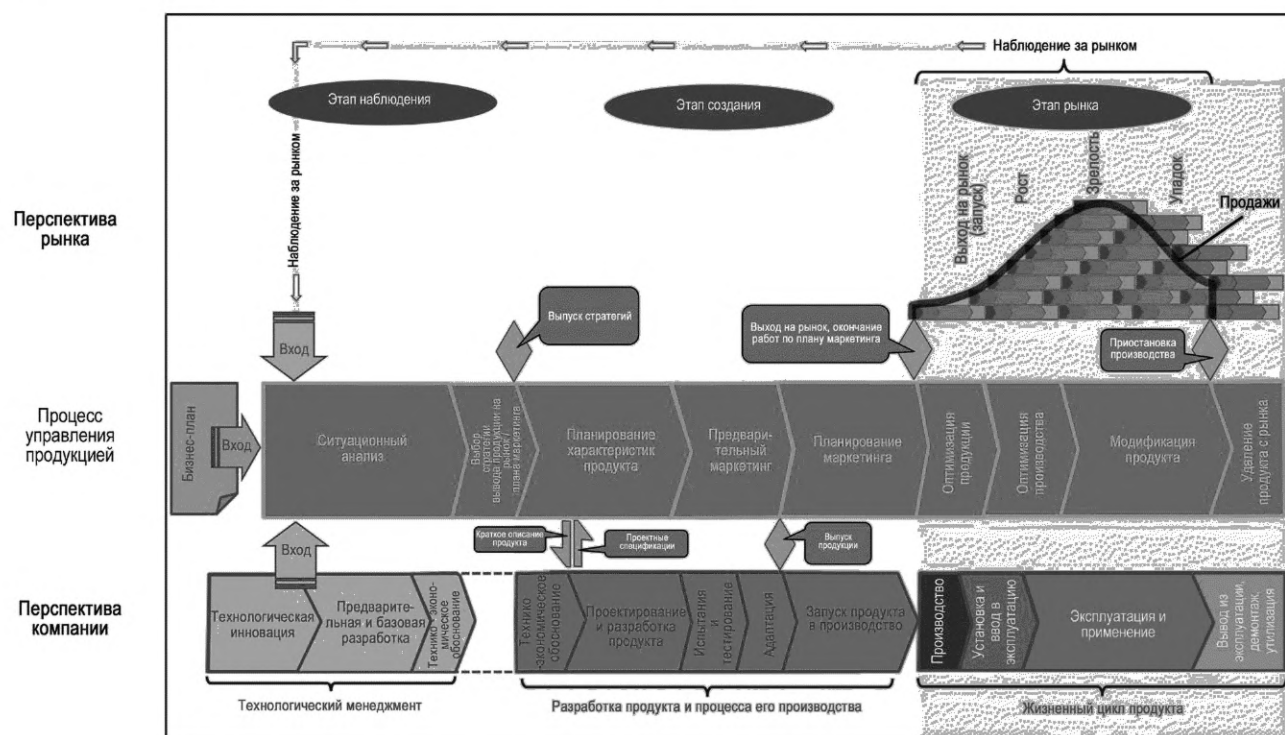 Наблюдение за рынком
Этап наблюдения
Этап создания
Этап рынка
Наблюдение за рынком
Выход на рынок
(запуск)
Рост
Зрелость
Упадок
Продажи
Перспектива
рынка
Выпуск стратегий
Выход на рынок, окончание
работ по плану маркетинга
Приостановка
производства
Вход
Процесс
управления
продукцией
Бизнес-план
Вход
Ситуационный
анализ
Выбор
стратегии
вывода продукции на
рынок /
плана маркетинга
Планирование
характеристик
продукта
Предвари-
тельный
маркетинг
Планирование
маркетинга
Оптимизация
продукции
Оптимизация
производства
Модификация
продукта
Удаление
продукта с рынка
Вход
Краткое описание
продукта
Проектные
спецификации
Выпуск
продукции
Перспектива
компании
Технологическая
инновация
Предварите-
льная и базовая
разработка
Технико-эконо-
мическое
обоснование
Технико
-экономическое
обоснование
Проектирование
и разработка
продукта
Испытания
и
тестирование
Адаптация
Запуск продукта
в производство
Производство
Установка и
ввод в
эксплуатацию
Эксплуатация и
применение
Вывод из
эксплуатации,
демонтаж,
утилизация
Технологический менеджмент
Разработка продукта и процесса его производства
Жизненный цикл продукта